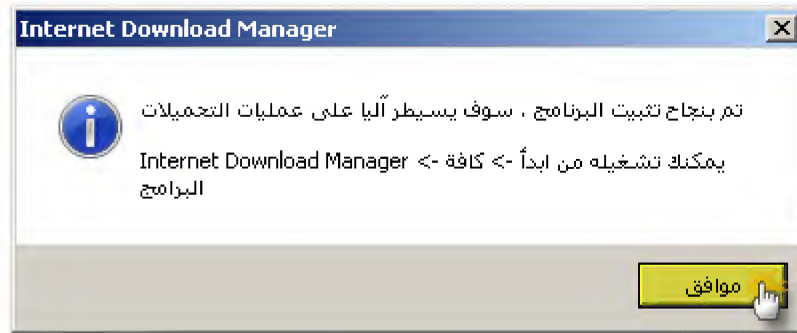 Internet Download Manager
تم بنجاح تثبيت البرنامج ، سوف يسيطر آليا على عمليات التحميلات
يمكنك تشغيله من ابدأ -> كافة -> Internet Download Manager
البرامج
موافق